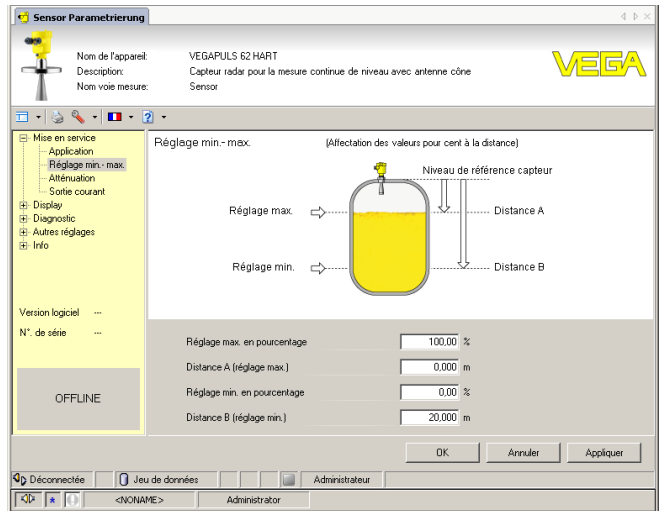 Sensor Parametrierung
Nom de l'appareil: VEGAPULS 62 HART
Description: Capteur radar pour la mesure continue de niveau avec antenne cône
Nom voie mesure: Sensor
VEGA
Mise en service
Application
Réglage min.- max.
Atténuation
Sortie courant
Display
Diagnostic
Autres réglages
Info
Version logiciel ---
N°. de série ---
OFFLINE
Réglage min.- max. (Affectation des valeurs pour cent à la distance)
Niveau de référence capteur
Réglage max. Distance A
Réglage min. Distance B
Réglage max. en pourcentage 100,00 %
Distance A (réglage max.) 0,000 m
Réglage min. en pourcentage 0,00 %
Distance B (réglage min.) 20,000 m
OK Annuler Appliquer
Déconnectée Jeu de données Administrateur
<NONAME> Administrator